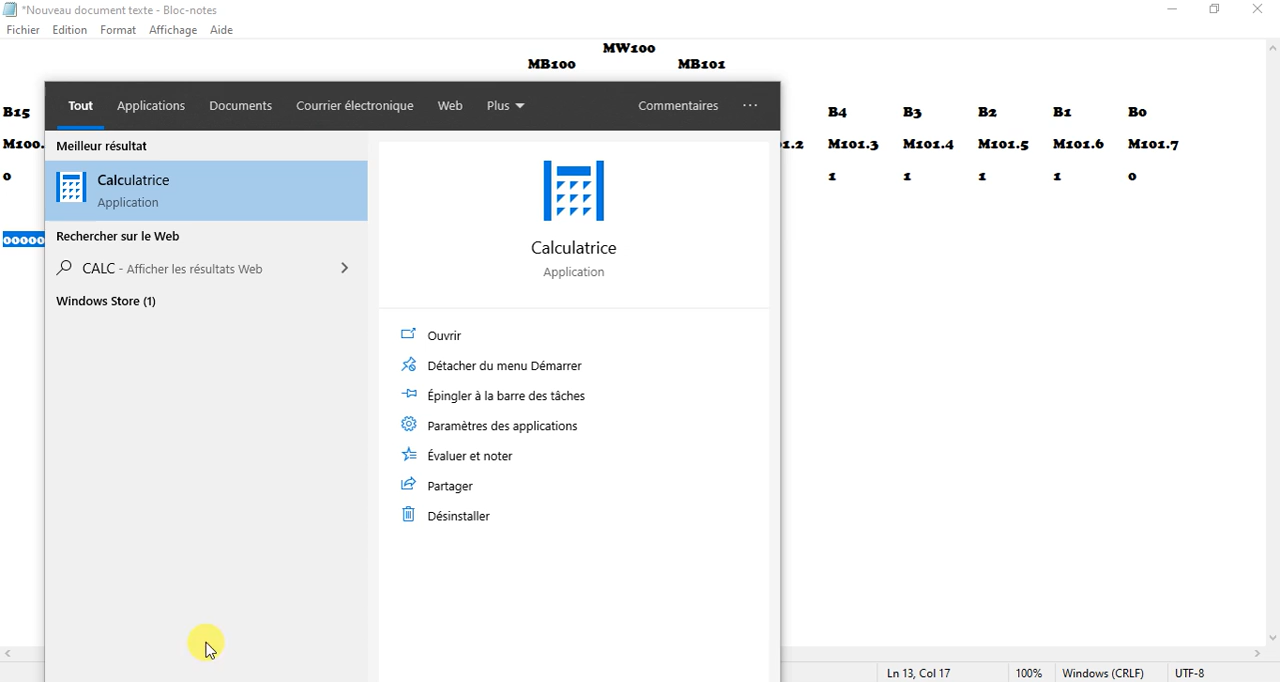 *Nouveau document texte - Bloc-notes
Fichier Edition Format Affichage Aide
MW100
MB100 MB101
Tout Applications Documents Courrier électronique Web Plus Commentaires ...
B15 B4 B3 B2 B1 B0
M100. 1.2 M101.3 M101.4 M101.5 M101.6 M101.7
0 1 1 1 1 0
00000
Meilleur résultat
Calculatrice
Application
Rechercher sur le Web
CALC - Afficher les résultats Web
Windows Store (1)
Calculatrice
Application
Ouvrir
Détacher du menu Démarrer
Épingler à la barre des tâches
Paramètres des applications
Évaluer et noter
Partager
Désinstaller
Ln 13, Col 17 100% Windows (CRLF) UTF-8